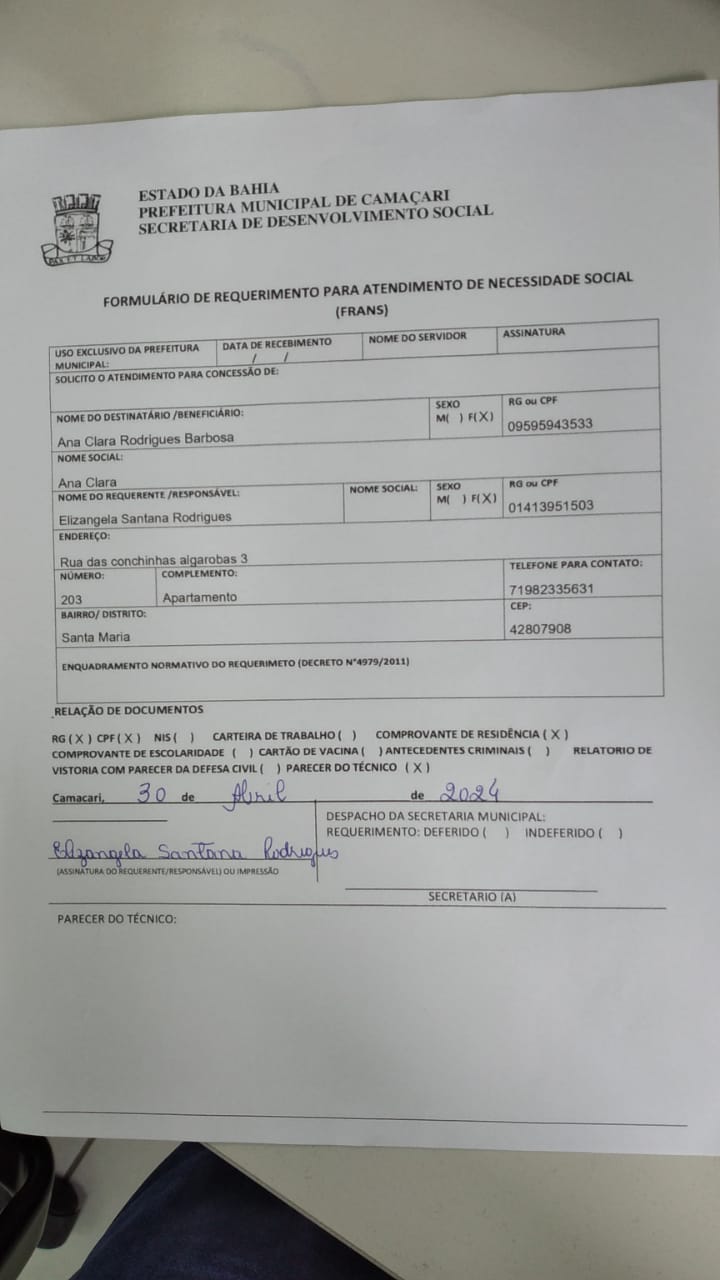 ESTADO DA BAHIA
PREFEITURA MUNICIPAL DE CAMAÇARI
SECRETARIA DE DESENVOLVIMENTO SOCIAL
FORMULÁRIO DE REQUERIMENTO PARA ATENDIMENTO DE NECESSIDADE SOCIAL
(FRANS)
USO EXCLUSIVO DA PREFEITURA MUNICIPAL: DATA DE RECEBIMENTO / / NOME DO SERVIDOR ASSINATURA
SOLICITO O ATENDIMENTO PARA CONCESSÃO DE:
NOME DO DESTINATÁRIO /BENEFICIÁRIO: SEXO RG ou CPF
Ana Clara Rodrigues Barbosa M( ) F(X) 09595943533
NOME SOCIAL:
Ana Clara
NOME DO REQUERENTE /RESPONSÁVEL: NOME SOCIAL: SEXO RG ou CPF
Elizangela Santana Rodrigues M( ) F(X) 01413951503
ENDEREÇO:
Rua das conchinhas algarobas 3
NÚMERO: COMPLEMENTO: TELEFONE PARA CONTATO:
203 Apartamento 71982335631
BAIRRO/ DISTRITO: CEP:
Santa Maria 42807908
ENQUADRAMENTO NORMATIVO DO REQUERIMETO (DECRETO N°4979/2011)
RELAÇÃO DE DOCUMENTOS
RG ( X ) CPF ( X ) NIS ( ) CARTEIRA DE TRABALHO ( ) COMPROVANTE DE RESIDÊNCIA ( X )
COMPROVANTE DE ESCOLARIDADE ( ) CARTÃO DE VACINA ( ) ANTECEDENTES CRIMINAIS ( ) RELATORIO DE
VISTORIA COM PARECER DA DEFESA CIVIL ( ) PARECER DO TÉCNICO ( X )
Camacari, 30 de Abril de 2024
DESPACHO DA SECRETARIA MUNICIPAL:
REQUERIMENTO: DEFERIDO ( ) INDEFERIDO ( )
Elizangela Santana Rodrigues
(ASSINATURA DO REQUERENTE/RESPONSÁVEL) OU IMPRESSÃO
SECRETARIO (A)
PARECER DO TÉCNICO: